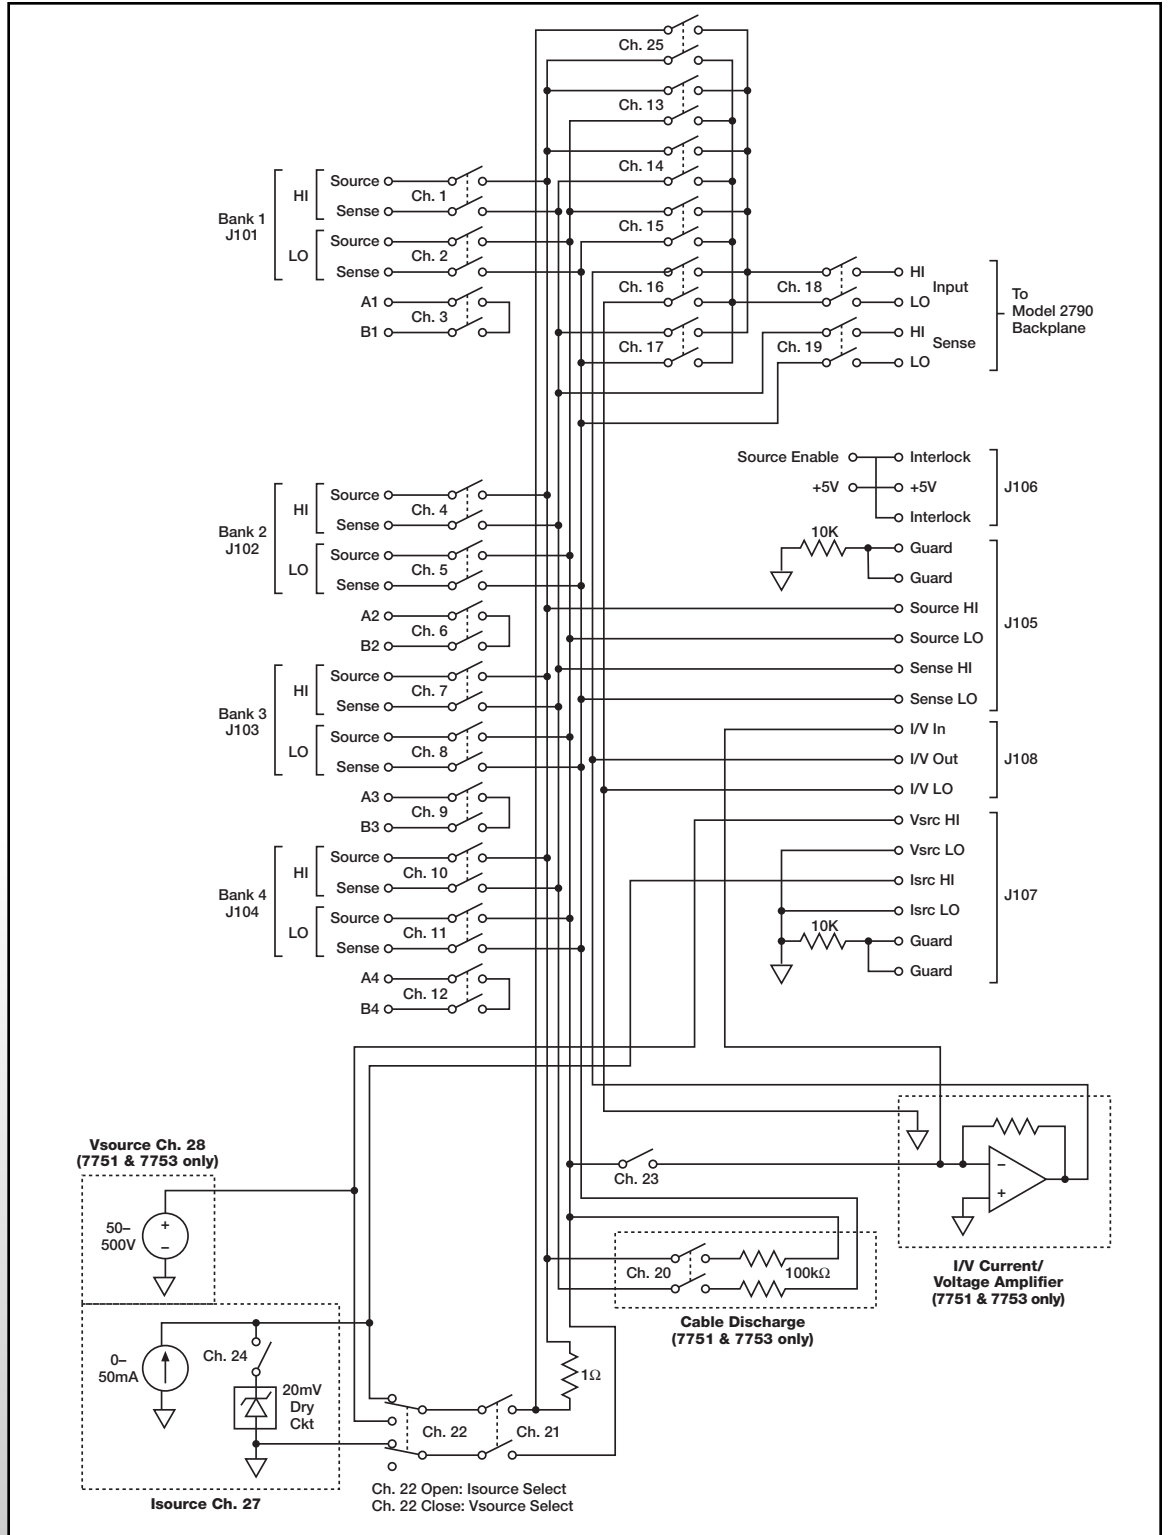 Ch. 25
Ch. 13
Ch. 14
Bank 1
J101
HI
Source
Sense
Ch. 1
LO
Source
Sense
Ch. 2
A1
B1
Ch. 3
Ch. 15
Ch. 16
Ch. 17
Ch. 18
HI
Input
LO
Ch. 19
HI
Sense
LO
To
Model 2790
Backplane
Source Enable
Interlock
+5V
+5V
Interlock
J106
Bank 2
J102
HI
Source
Sense
Ch. 4
LO
Source
Sense
Ch. 5
A2
B2
Ch. 6
10K
Guard
Guard
Source HI
Source LO
Sense HI
Sense LO
J105
Bank 3
J103
HI
Source
Sense
Ch. 7
LO
Source
Sense
Ch. 8
A3
B3
Ch. 9
I/V In
I/V Out
I/V LO
J108
Bank 4
J104
HI
Source
Sense
Ch. 10
LO
Source
Sense
Ch. 11
A4
B4
Ch. 12
Vsrc HI
Vsrc LO
Isrc HI
Isrc LO
10K
Guard
Guard
J107
Vsource Ch. 28
(7751 & 7753 only)
50–
500V
+
–
Ch. 23
–
+
I/V Current/
Voltage Amplifier
(7751 & 7753 only)
Ch. 20
100kΩ
Cable Discharge
(7751 & 7753 only)
0–
50mA
Ch. 24
20mV
Dry
Ckt
1Ω
Ch. 22
Ch. 21
Isource Ch. 27
Ch. 22 Open: Isource Select
Ch. 22 Close: Vsource Select